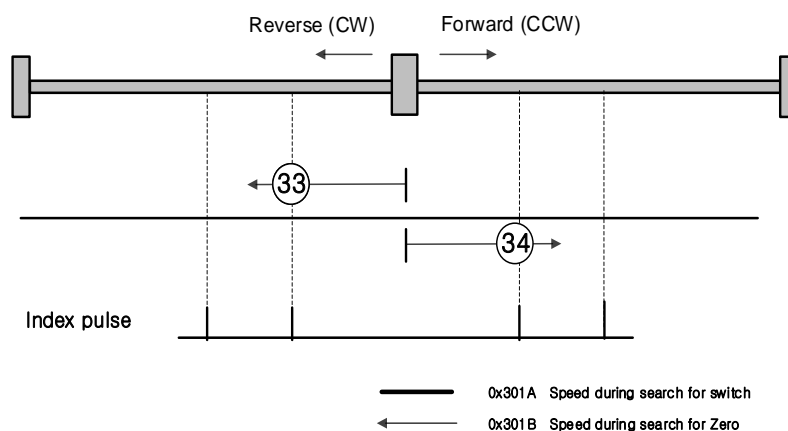 Reverse (CW) Forward (CCW)
33
34
Index pulse
0x301A Speed during search for switch
0x301B Speed during search for Zero